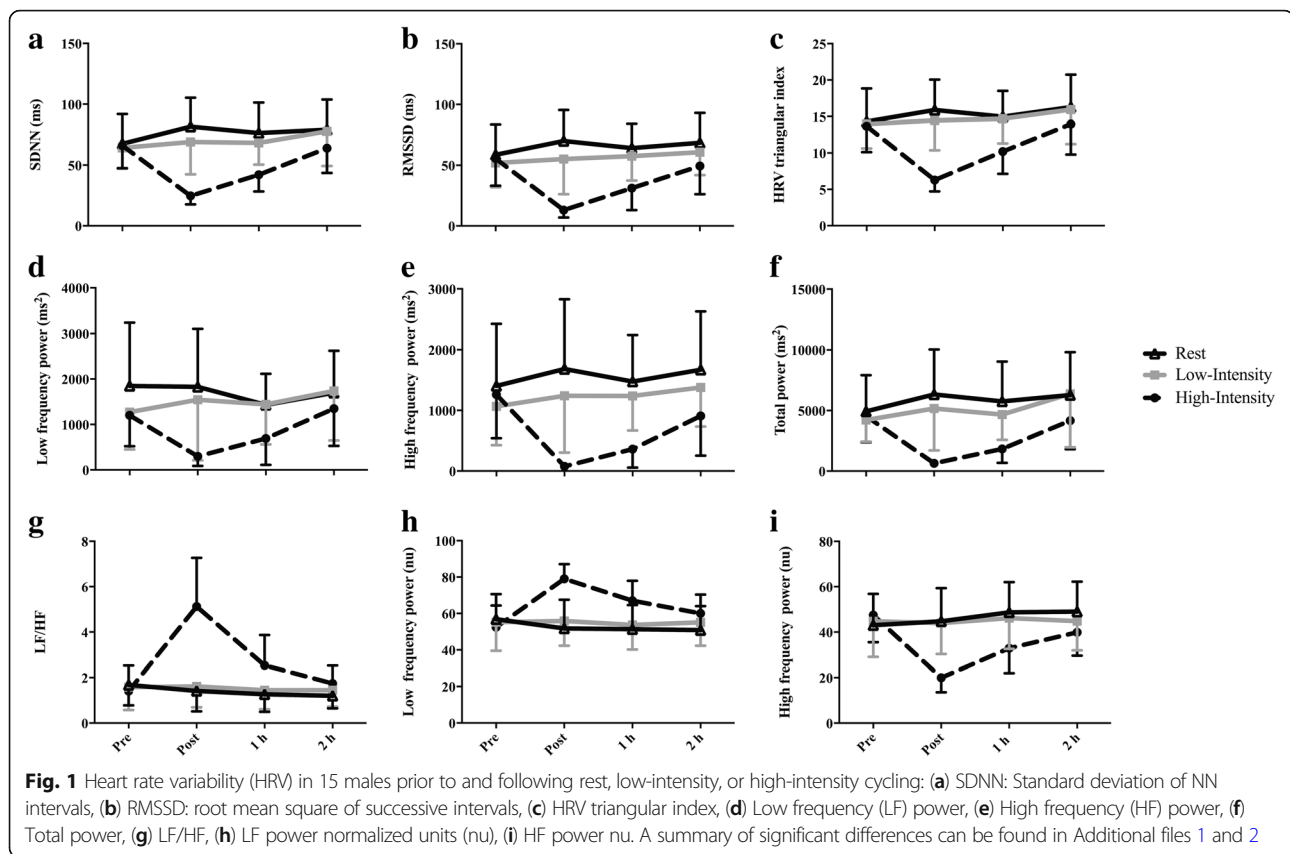 a
b
c
150
100
50
0
SDNN (ms)
150
100
50
0
RMSSD (ms)
25
20
15
10
5
0
HRV triangular index
d
e
f
4000
3000
2000
1000
0
Low frequency power (ms²)
3000
2000
1000
0
High frequency power (ms²)
15000
10000
5000
0
Total power (ms²)
Rest
Low-Intensity
High-Intensity
g
h
i
8
6
4
2
0
LF/HF
Pre
Post
1 h
2 h
100
80
60
40
20
0
Low frequency power (nu)
Pre
Post
1 h
2 h
80
60
40
20
0
High frequency power (nu)
Pre
Post
1 h
2 h
Fig. 1 Heart rate variability (HRV) in 15 males prior to and following rest, low-intensity, or high-intensity cycling: (a) SDNN: Standard deviation of NN
intervals, (b) RMSSD: root mean square of successive intervals, (c) HRV triangular index, (d) Low frequency (LF) power, (e) High frequency (HF) power, (f)
Total power, (g) LF/HF, (h) LF power normalized units (nu), (i) HF power nu. A summary of significant differences can be found in Additional files 1 and 2